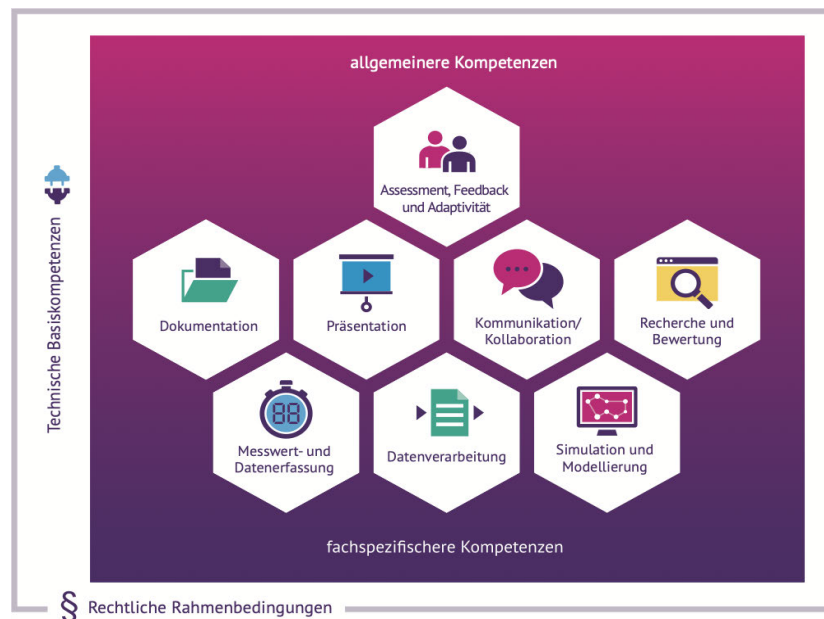 allgemeinere Kompetenzen
Assessment, Feedback
und Adaptivität
Dokumentation
Präsentation
Kommunikation/
Kollaboration
Recherche und
Bewertung
88
Messwert- und
Datenerfassung
Datenverarbeitung
Simulation und
Modellierung
fachspezifischere Kompetenzen
Technische Basiskompetenzen
§ Rechtliche Rahmenbedingungen